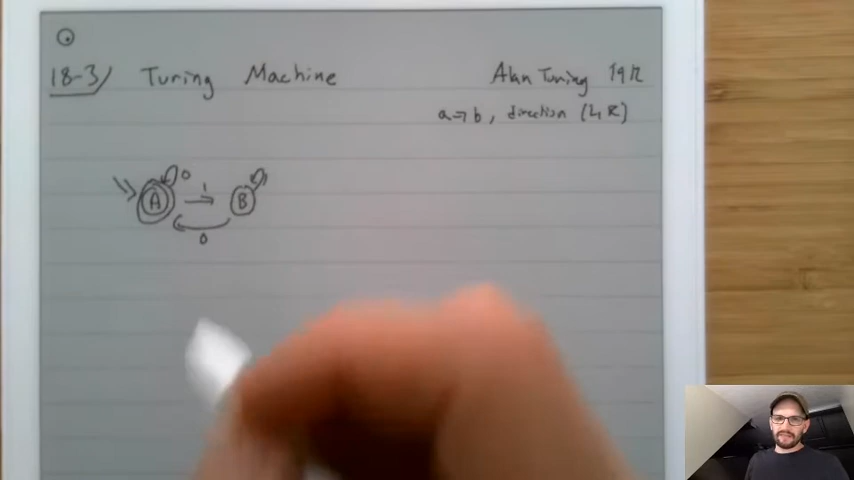 18-3/ Turing Machine Alan Turing
a → b, direction (L, R)
0
A 1 B
0